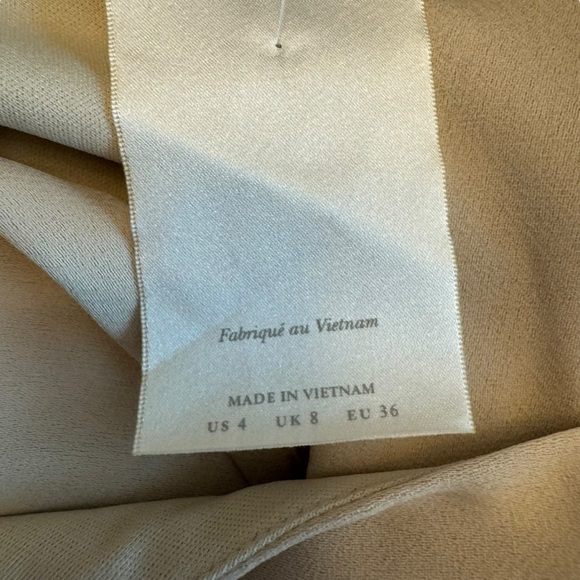 Fabriqué au Vietnam
MADE IN VIETNAM
US 4 UK 8 EU 36